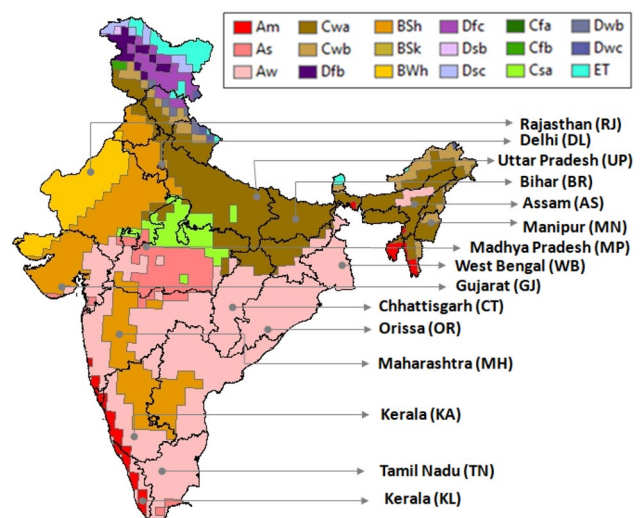 Am Cwa BSh Dfc Cfa Dwb
As Cwb BSk Dsb Cfb Dwc
Aw Dfb BWh Dsc Csa ET
Rajasthan (RJ)
Delhi (DL)
Uttar Pradesh (UP)
Bihar (BR)
Assam (AS)
Manipur (MN)
Madhya Pradesh (MP)
West Bengal (WB)
Gujarat (GJ)
Chhattisgarh (CT)
Orissa (OR)
Maharashtra (MH)
Kerala (KA)
Tamil Nadu (TN)
Kerala (KL)